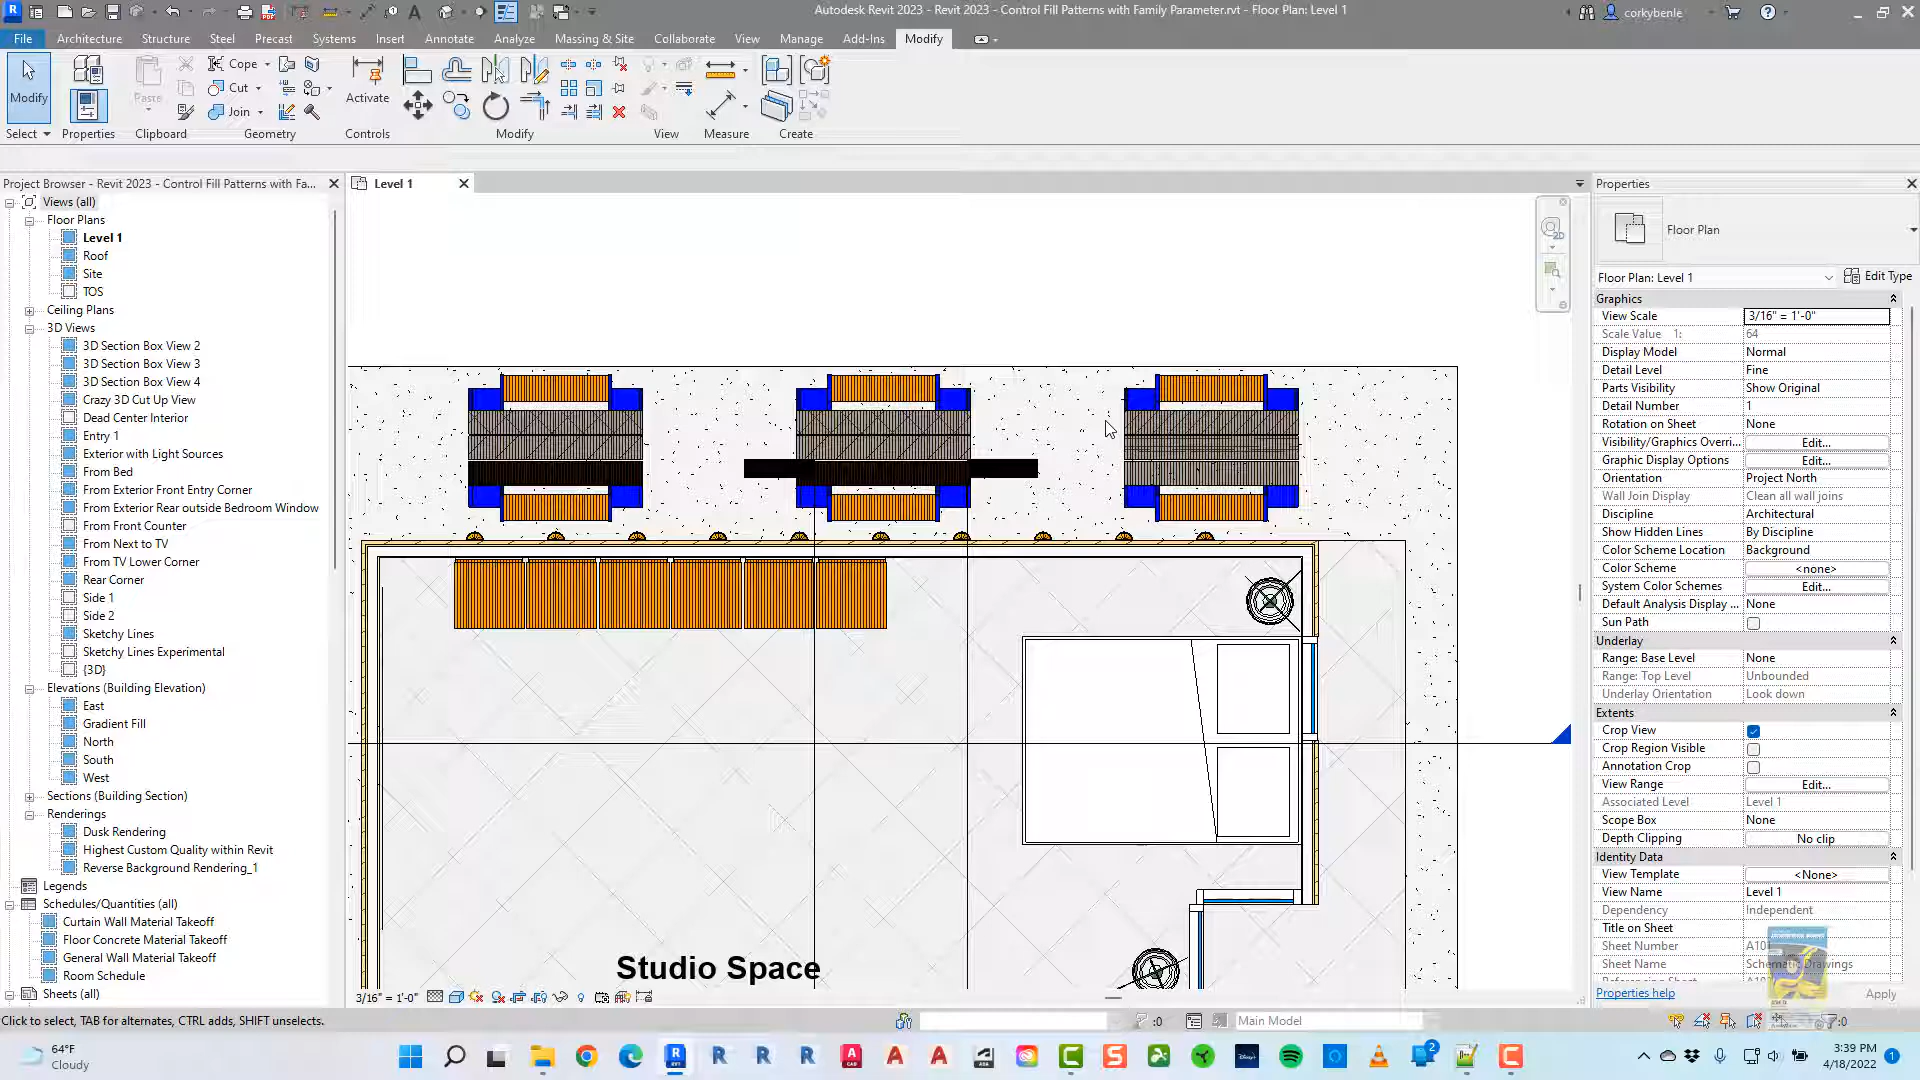 Autodesk Revit 2023 - Revit 2023 - Control Fill Patterns with Family Parameter.rvt - Floor Plan: Level 1
corkybenle
File Architecture Structure Steel Precast Systems Insert Annotate Analyze Massing & Site Collaborate View Manage Add-Ins Modify
Modify
Paste
Cope
Cut
Join
Activate
Select Properties Clipboard Geometry Controls Modify View Measure Create
Project Browser - Revit 2023 - Control Fill Patterns with Fa...
Views (all)
Floor Plans
Level 1
Roof
Site
TOS
Ceiling Plans
3D Views
3D Section Box View 2
3D Section Box View 3
3D Section Box View 4
Crazy 3D Cut Up View
Dead Center Interior
Entry 1
Exterior with Light Sources
From Bed
From Exterior Front Entry Corner
From Exterior Rear outside Bedroom Window
From Front Counter
From Next to TV
From TV Lower Corner
Rear Corner
Side 1
Side 2
Sketchy Lines
Sketchy Lines Experimental
{3D}
Elevations (Building Elevation)
East
Gradient Fill
North
South
West
Sections (Building Section)
Renderings
Dusk Rendering
Highest Custom Quality within Revit
Reverse Background Rendering_1
Legends
Schedules/Quantities (all)
Curtain Wall Material Takeoff
Floor Concrete Material Takeoff
General Wall Material Takeoff
Room Schedule
Sheets (all)
Level 1
2D
Studio Space
3/16" = 1'-0"
Properties
Floor Plan
Floor Plan: Level 1 Edit Type
Graphics
View Scale 3/16" = 1'-0"
Scale Value 1: 64
Display Model Normal
Detail Level Fine
Parts Visibility Show Original
Detail Number 1
Rotation on Sheet None
Visibility/Graphics Overri... Edit...
Graphic Display Options Edit...
Orientation Project North
Wall Join Display Clean all wall joins
Discipline Architectural
Show Hidden Lines By Discipline
Color Scheme Location Background
Color Scheme <none>
System Color Schemes Edit...
Default Analysis Display ... None
Sun Path
Underlay
Range: Base Level None
Range: Top Level Unbounded
Underlay Orientation Look down
Extents
Crop View
Crop Region Visible
Annotation Crop
View Range Edit...
Associated Level Level 1
Scope Box None
Depth Clipping No clip
Identity Data
View Template <None>
View Name Level 1
Dependency Independent
Title on Sheet
Sheet Number
Sheet Name
Properties help Apply
Click to select, TAB for alternates, CTRL adds, SHIFT unselects.
:0
Main Model
:0
64°F
Cloudy
2
3:39 PM
4/18/2022
1